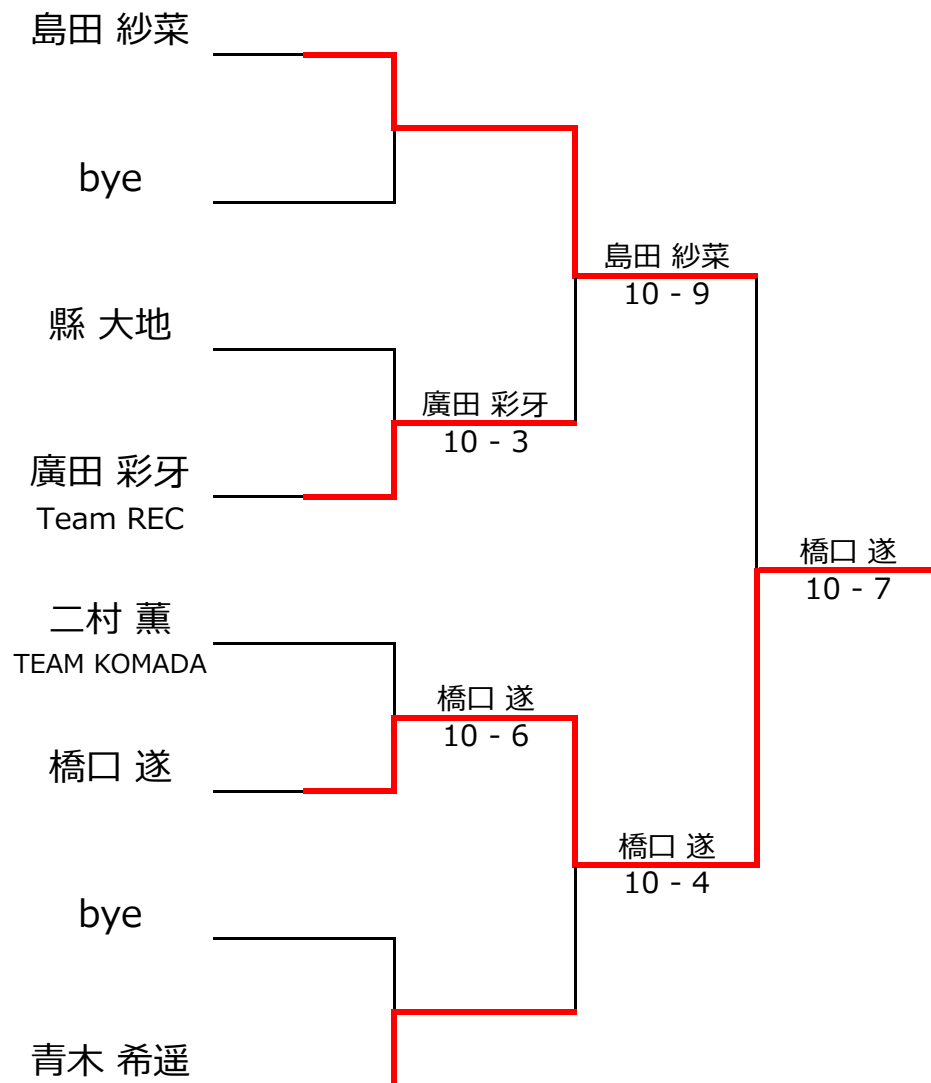 島田 紗菜
bye
島田 紗菜
10 - 9
縣 大地
廣田 彩牙
10 - 3
廣田 彩牙
Team REC
橋口 遂
10 - 7
二村 薫
TEAM KOMADA
橋口 遂
10 - 6
橋口 遂
橋口 遂
10 - 4
bye
青木 希遥